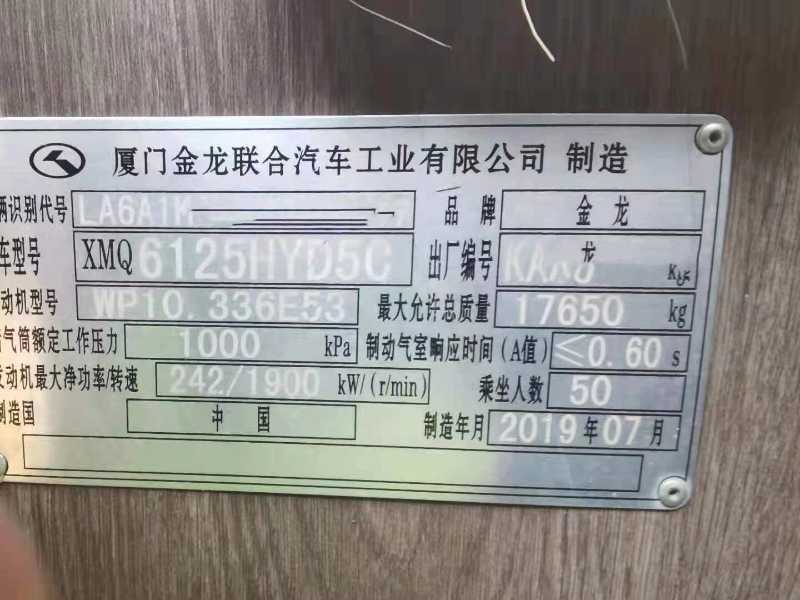 厦门金龙联合汽车工业有限公司 制造
辆识别代号 LA6A1 品牌 金龙
车型号 XMQ 6125HYD5C 出厂编号
动机型号 WP10.336E53 最大允许总质量 17650 kg
气筒额定工作压力 1000 kPa 制动气室响应时间(A值) ≤0.60 s
发动机最大净功率/转速 242/1900 kW/(r/min) 乘坐人数 50
制造国 中国 制造年月 2019年07月